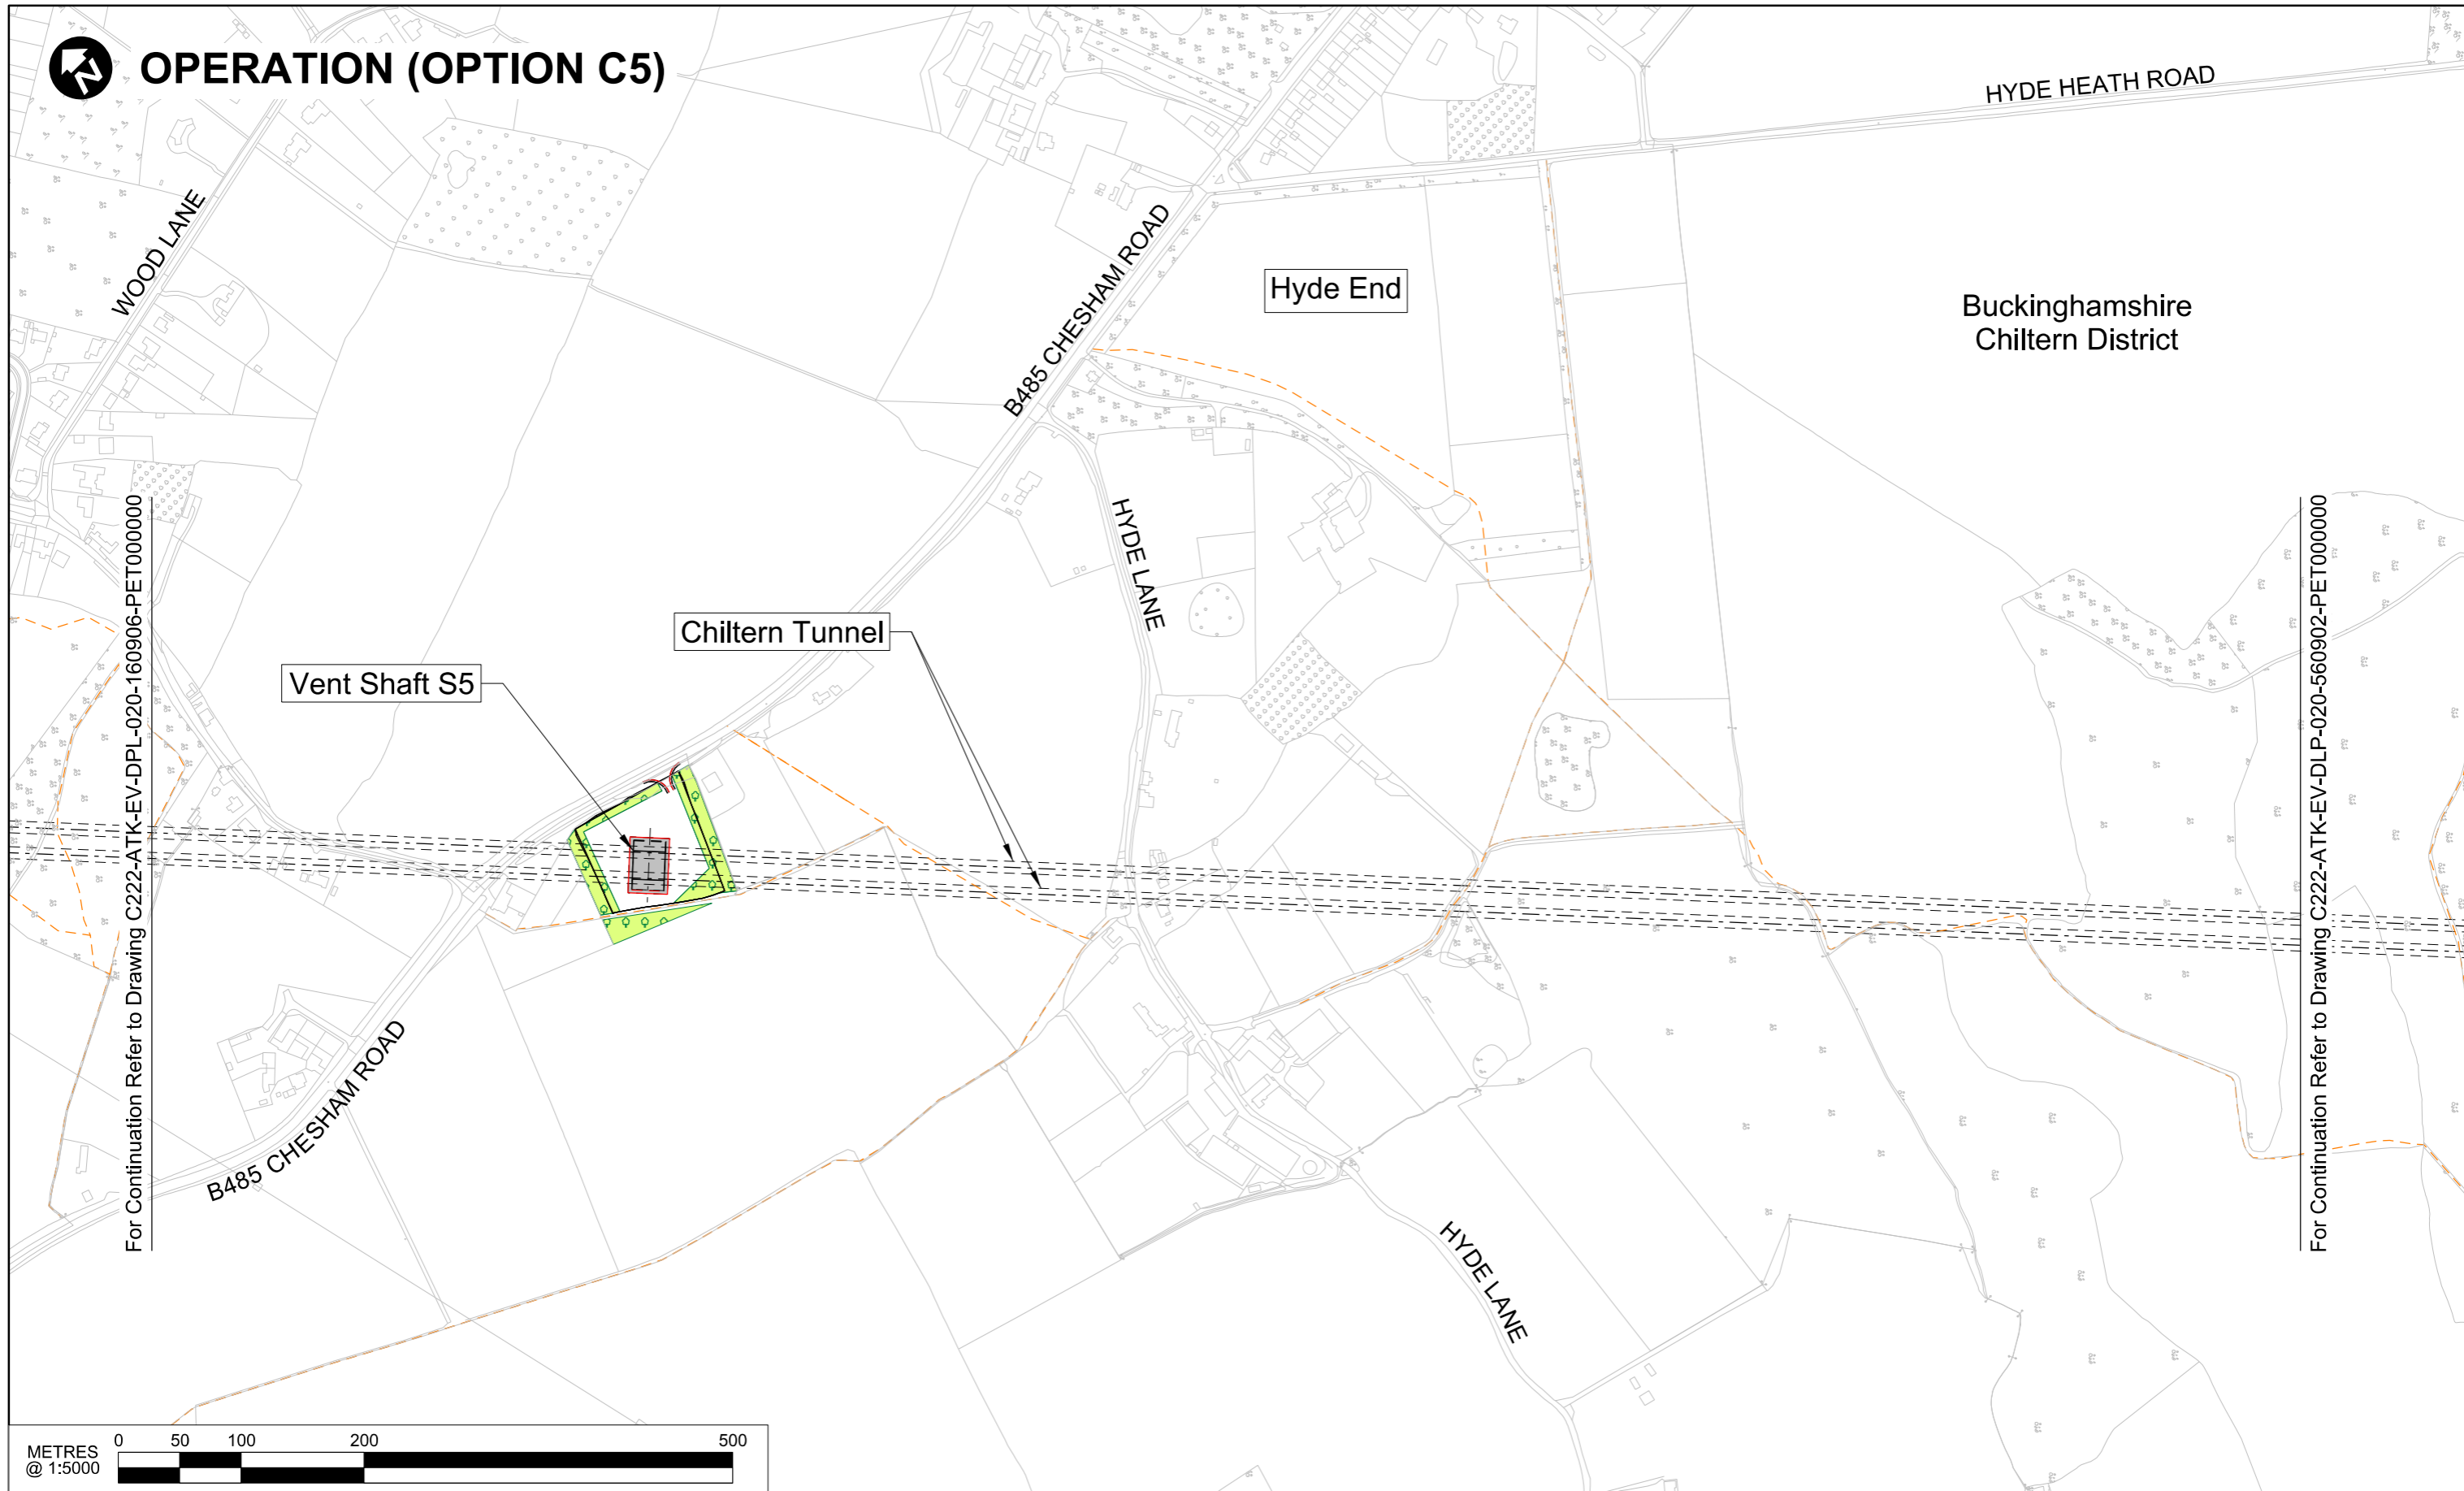 N
OPERATION (OPTION C5)
HYDE HEATH ROAD
WOOD LANE
B485 CHESHAM ROAD
Hyde End
Buckinghamshire
Chiltern District
HYDE LANE
For Continuation Refer to Drawing C222-ATK-EV-DPL-020-160906-PET000000
For Continuation Refer to Drawing C222-ATK-EV-DLP-020-560902-PET000000
Chiltern Tunnel
Vent Shaft S5
B485 CHESHAM ROAD
HYDE LANE
METRES
@ 1:5000
0 50 100 200 500